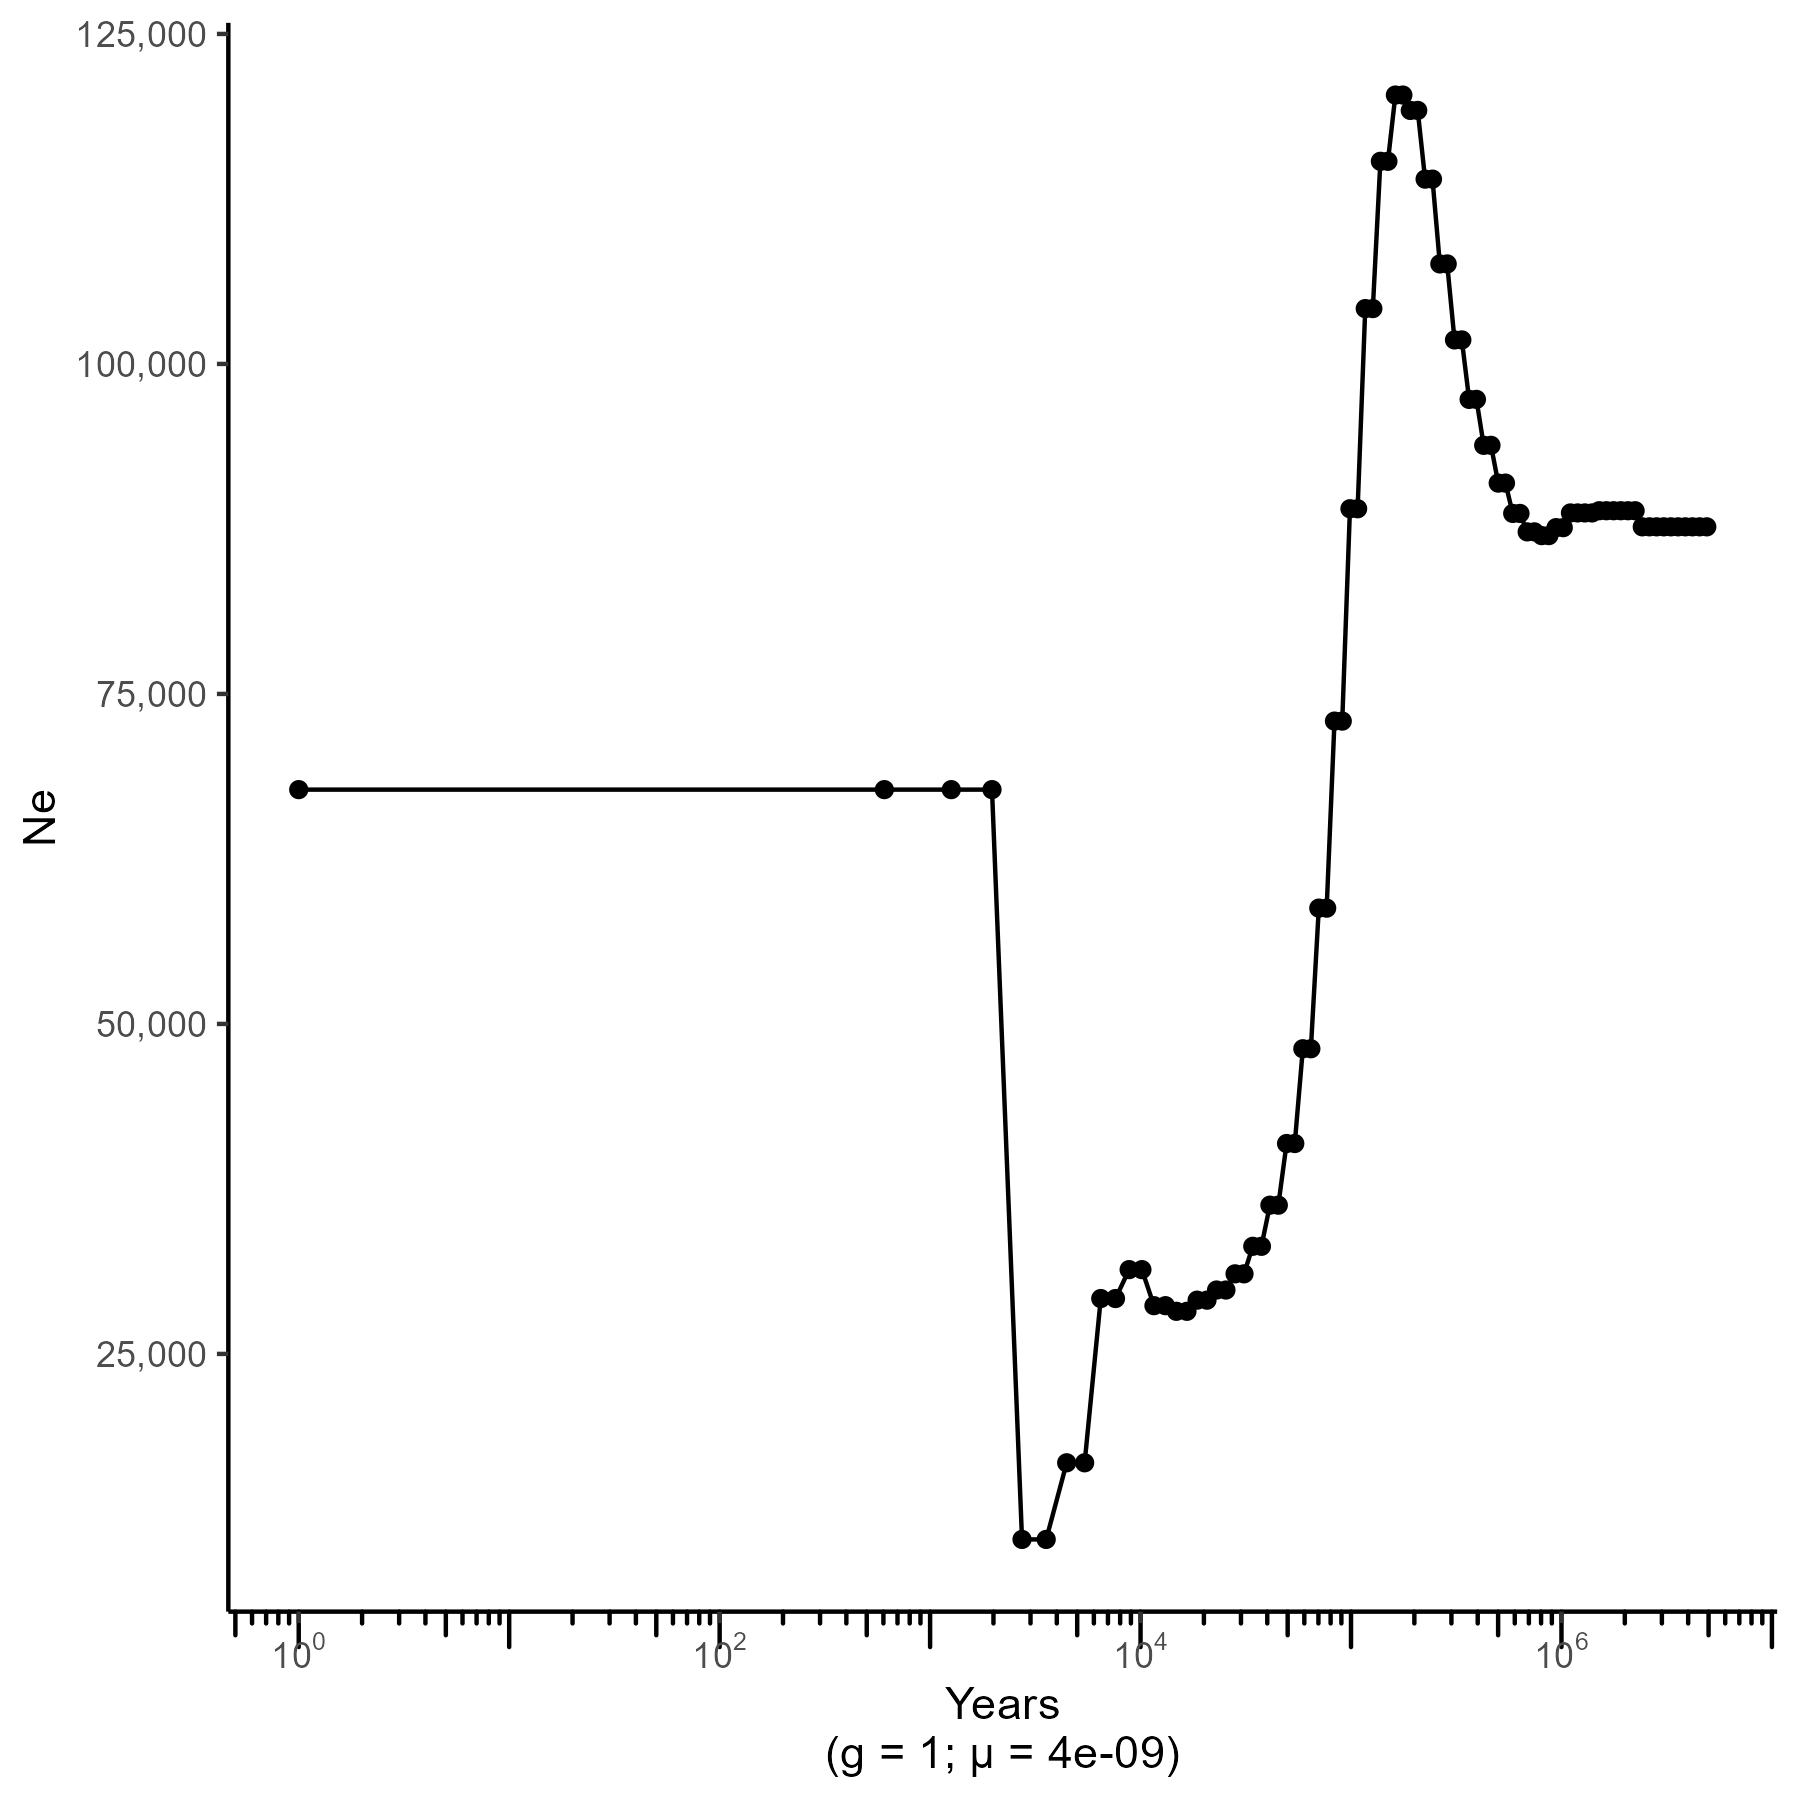 125,000
100,000
75,000
50,000
25,000
Ne
10⁰ 10² 10⁴ 10⁶
Years
(g = 1; μ = 4e-09)